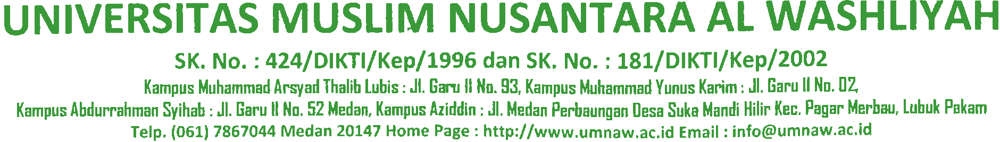 UNIVERSITAS MUSLIM NUSANTARA AL WASHLIYAH
SK. No. : 424/DIKTI/Kep/1996 dan SK. No. : 181/DIKTI/Kep/2002
Kampus Muhammad Arsyad Thalib Lubis : Jl. Garu II No. 93, Kampus Muhammad Yunus Karim : Jl. Garu II No. 02,
Kampus Abdurrahman Syihab : Jl. Garu II No. 52 Medan, Kampus Aziddin : Jl. Medan Perbaungan Desa Suka Mandi Hilir Kec. Pagar Merbau, Lubuk Pakam
Telp. (061) 7867044 Medan 20147 Home Page : http://www.umnaw.ac.id Email : info@umnaw.ac.id